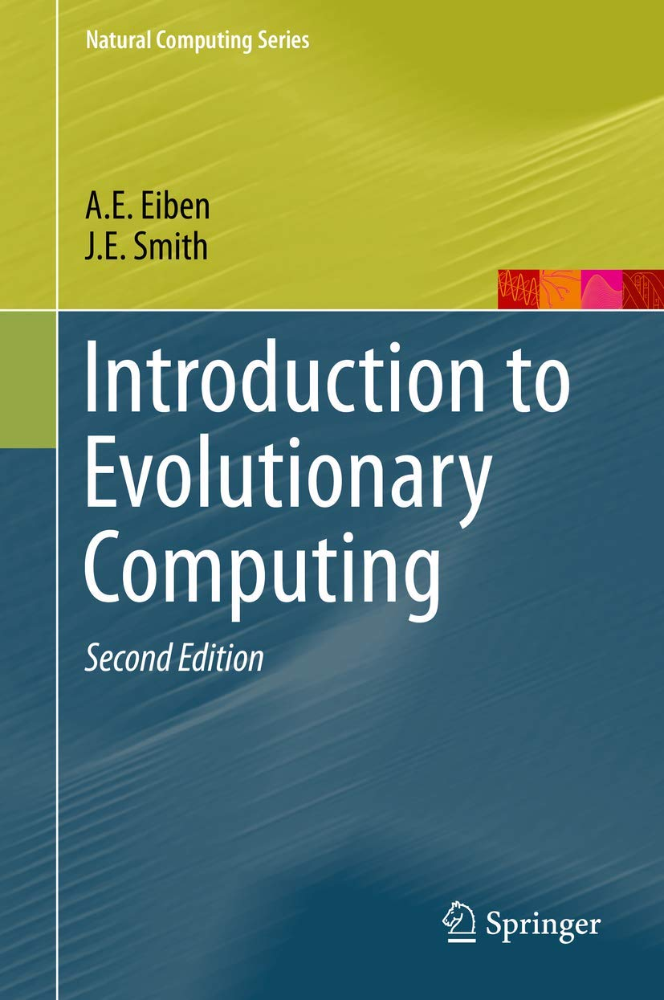 Natural Computing Series
A.E. Eiben
J.E. Smith
Introduction to
Evolutionary
Computing
Second Edition
Springer